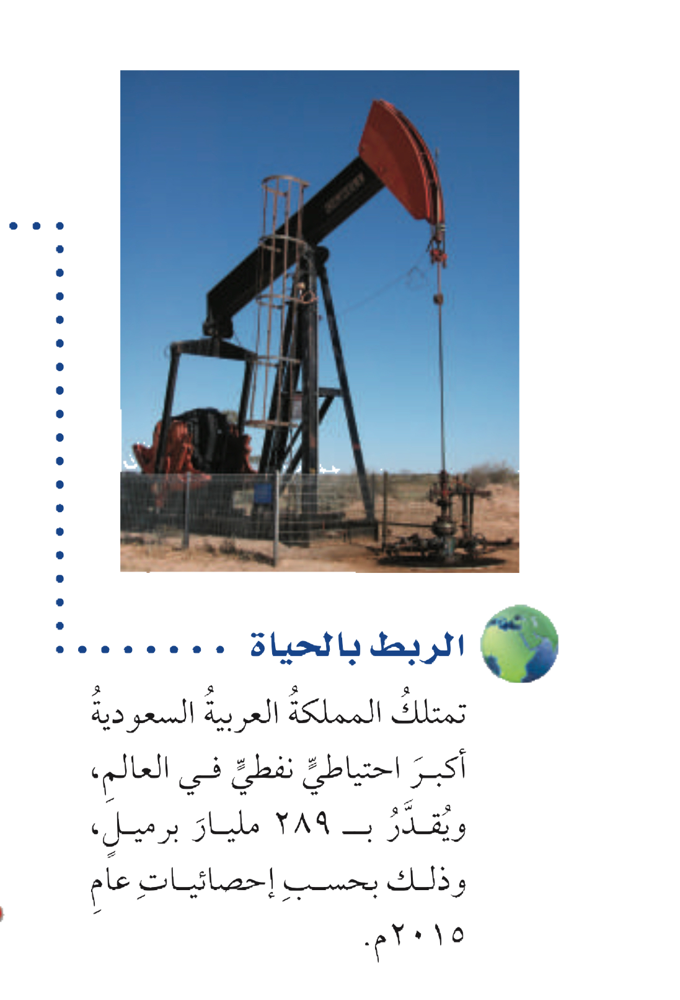 الربط بالحياة
تمتلكُ المملكةُ العربيةُ السعوديةُ
أكبرَ احتياطيٍّ نفطيٍّ في العالمِ،
ويُقدَّرُ بـ ٢٨٩ مليارَ برميلٍ،
وذلك بحسبِ إحصائياتِ عامِ
٢٠١٥م.